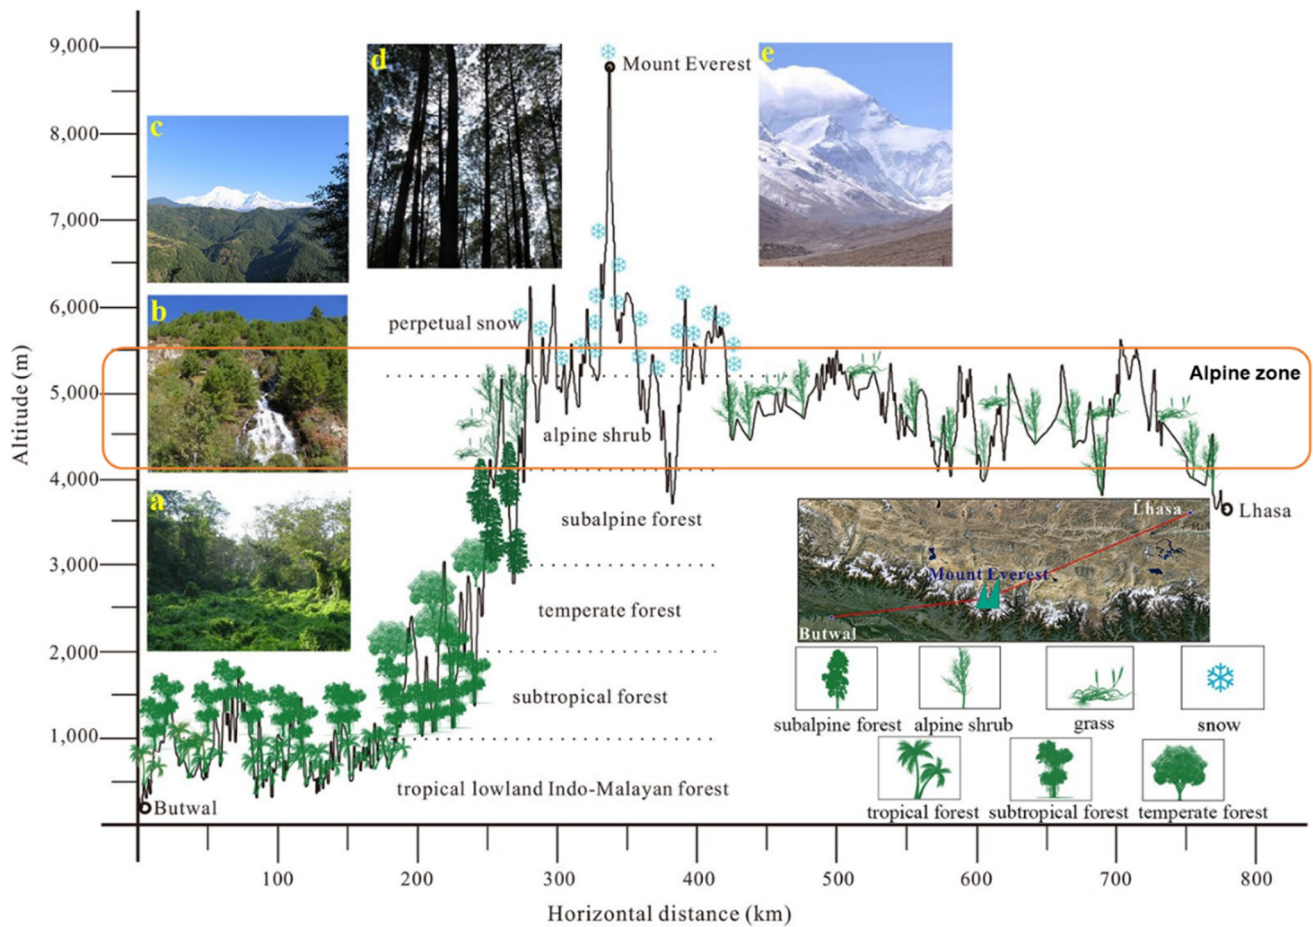 9,000
8,000
7,000
6,000
5,000
4,000
3,000
2,000
1,000
Altitude (m)
c
d
e
b
a
Mount Everest
perpetual snow
Alpine zone
alpine shrub
subalpine forest
temperate forest
subtropical forest
tropical lowland Indo-Malayan forest
Butwal
Lhasa
Lhasa
Mount Everest
Butwal
subalpine forest
alpine shrub
grass
snow
tropical forest
subtropical forest
temperate forest
100
200
300
400
500
600
700
800
Horizontal distance (km)